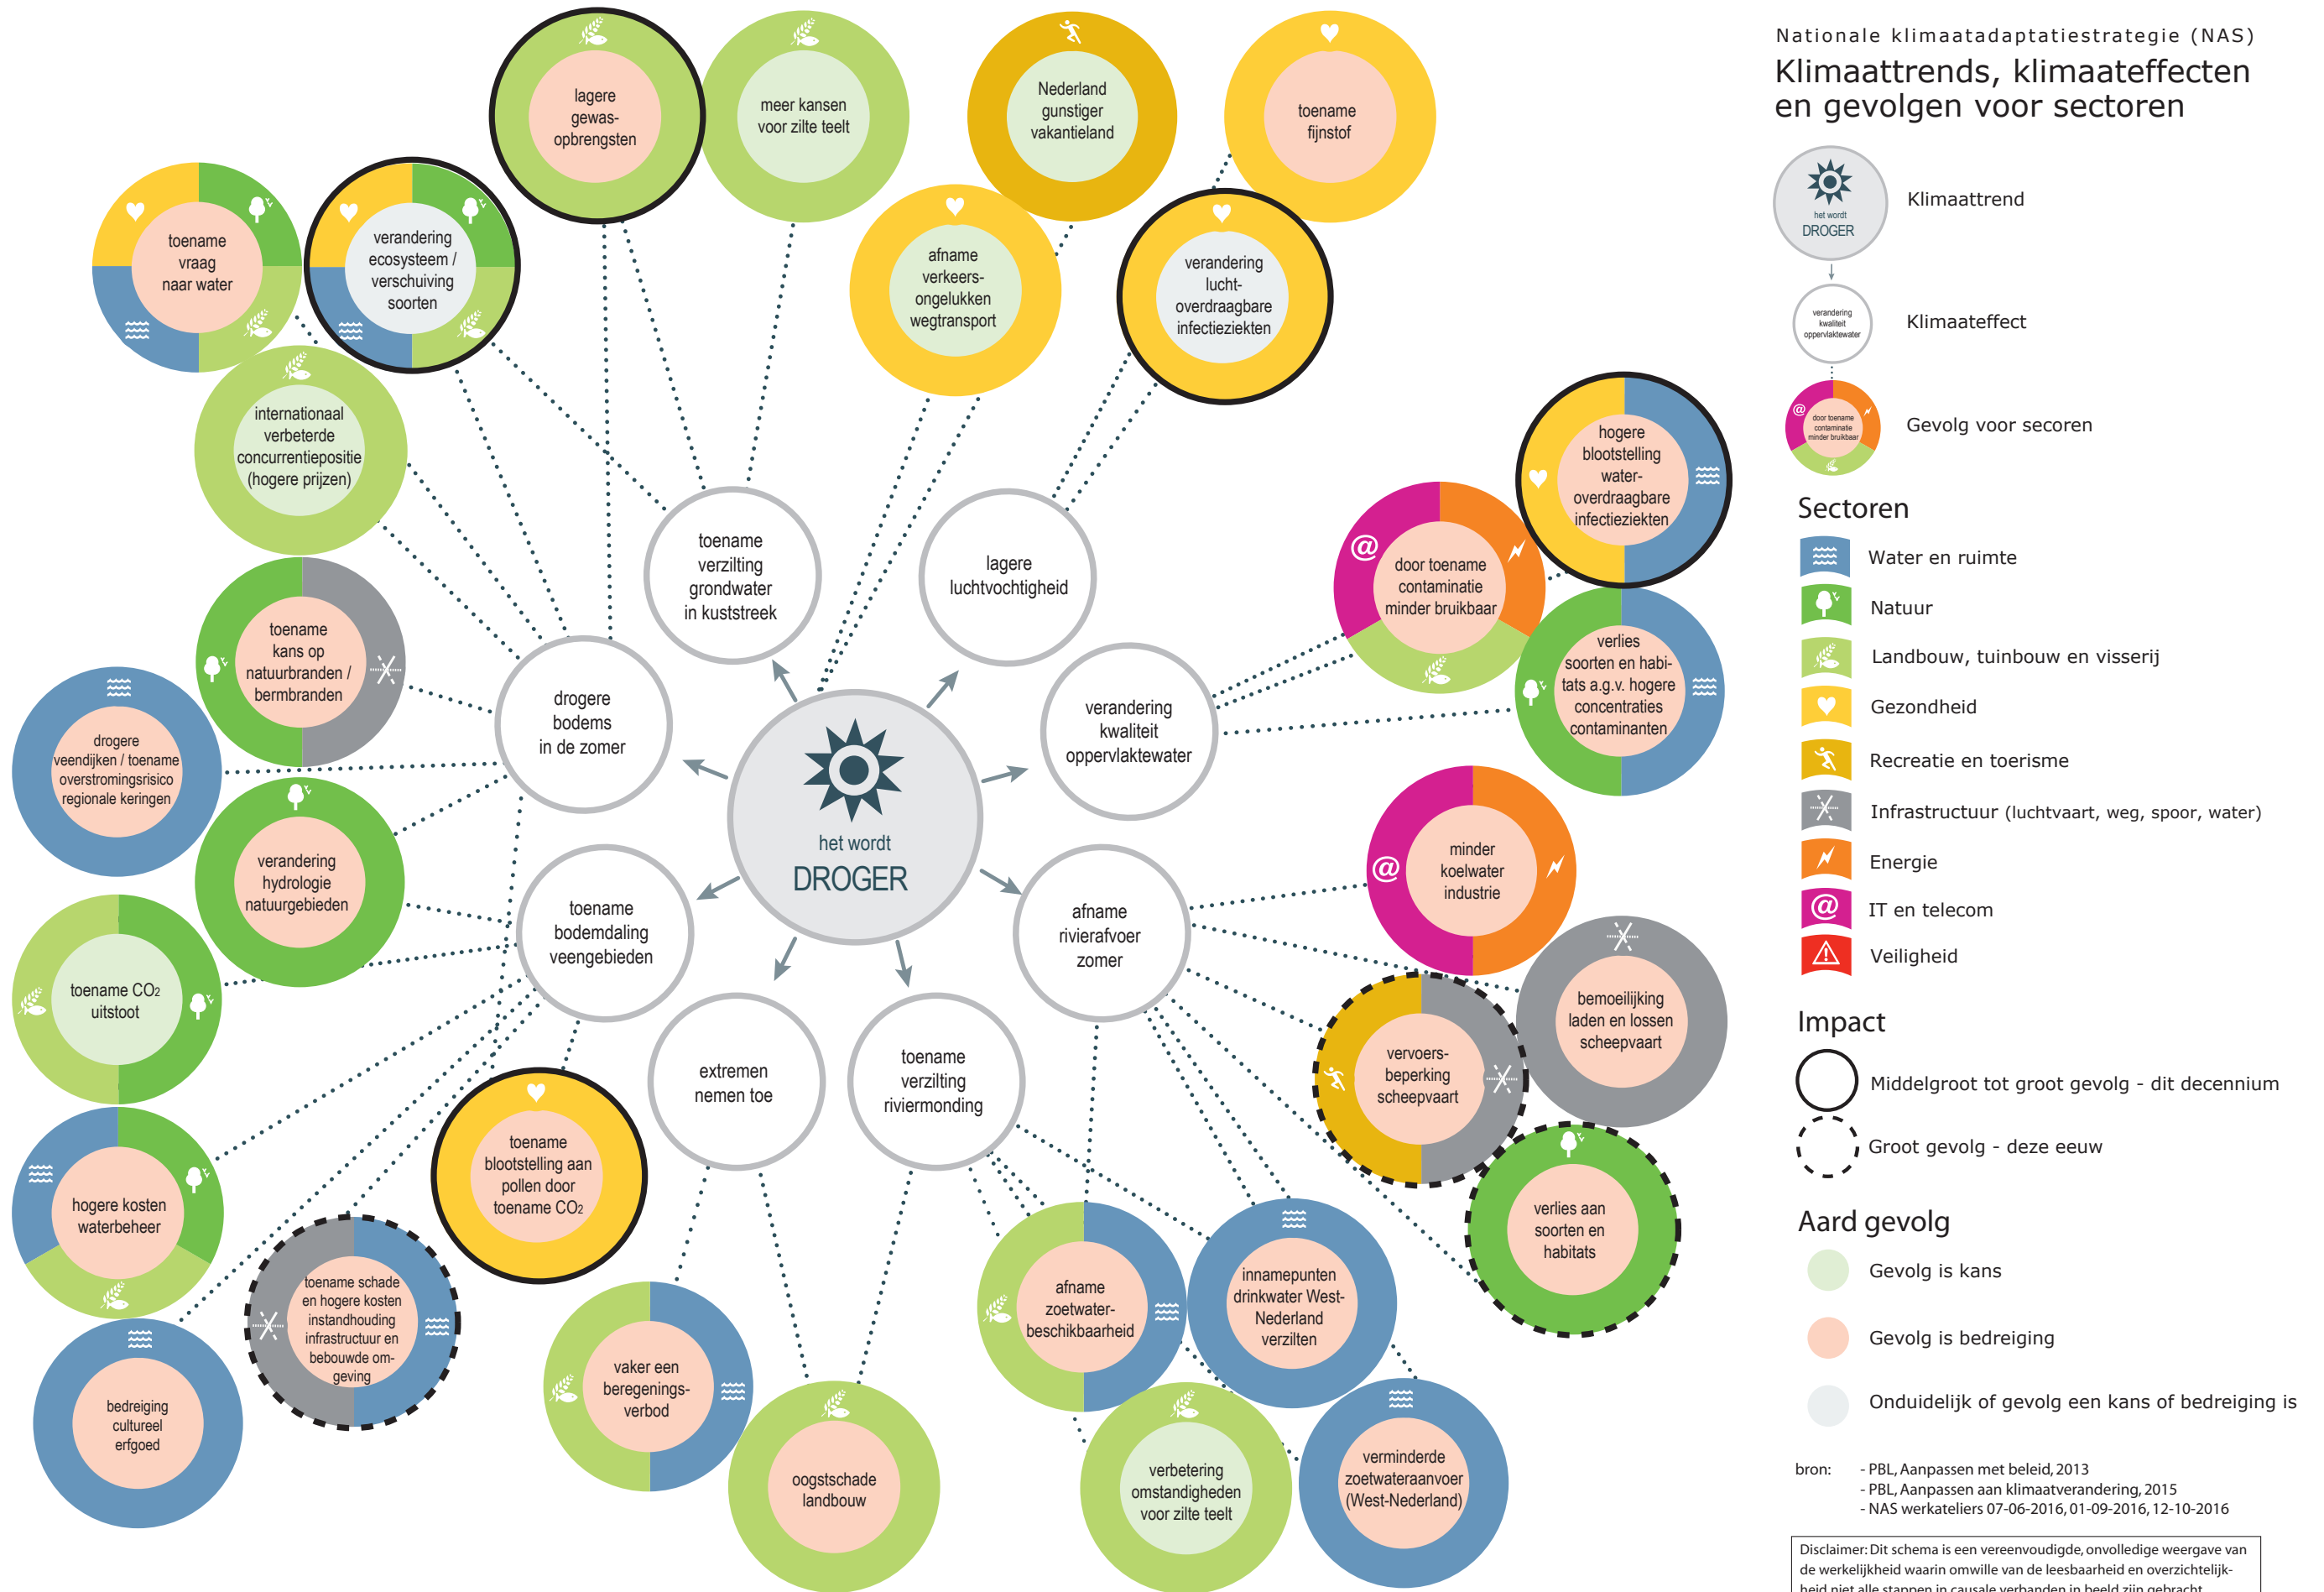 Nationale klimaatadaptatiestrategie (NAS)
Klimaattrends, klimaateffecten
en gevolgen voor sectoren
het wordt
DROGER
Klimaattrend
verandering
kwaliteit
oppervlaktewater
Klimaateffect
@
door toename
contaminatie
minder bruikbaar
Gevolg voor secoren
Sectoren
Water en ruimte
Natuur
Landbouw, tuinbouw en visserij
Gezondheid
Recreatie en toerisme
Infrastructuur (luchtvaart, weg, spoor, water)
Energie
@
IT en telecom
Veiligheid
Impact
Middelgroot tot groot gevolg - dit decennium
Groot gevolg - deze eeuw
Aard gevolg
Gevolg is kans
Gevolg is bedreiging
Onduidelijk of gevolg een kans of bedreiging is
bron:
- PBL, Aanpassen met beleid, 2013
- PBL, Aanpassen aan klimaatverandering, 2015
- NAS werkateliers 07-06-2016, 01-09-2016, 12-10-2016
Disclaimer: Dit schema is een vereenvoudigde, onvolledige weergave van
de werkelijkheid waarin omwille van de leesbaarheid en overzichtelijk-
heid niet alle stappen in causale verbanden in beeld zijn gebracht
lagere
gewas-
opbrengsten
meer kansen
voor zilte teelt
Nederland
gunstiger
vakantieland
toename
fijnstof
toename
vraag
naar water
verandering
ecosysteem /
verschuiving
soorten
afname
verkeers-
ongelukken
wegtransport
verandering
lucht-
overdraagbare
infectieziekten
internationaal
verbeterde
concurrentiepositie
(hogere prijzen)
hogere
blootstelling
water-
overdraagbare
infectieziekten
toename
verzilting
grondwater
in kuststreek
lagere
luchtvochtigheid
@
door toename
contaminatie
minder bruikbaar
toename
kans op
natuurbranden /
bermbranden
verlies
soorten en habi-
tats a.g.v. hogere
concentraties
contaminanten
drogere
bodems
in de zomer
verandering
kwaliteit
oppervlaktewater
drogere
veendijken / toename
overstromingsrisico
regionale keringen
het wordt
DROGER
verandering
hydrologie
natuurgebieden
@
minder
koelwater
industrie
toename
bodemdaling
veengebieden
afname
rivierafvoer
zomer
toename CO2
uitstoot
bemoeilijking
laden en lossen
scheepvaart
extremen
nemen toe
toename
verzilting
riviermonding
vervoers-
beperking
scheepvaart
toename
blootstelling aan
pollen door
toename CO2
hogere kosten
waterbeheer
verlies aan
soorten en
habitats
toename schade
en hogere kosten
instandhouding
infrastructuur en
bebouwde om-
geving
afname
zoetwater-
beschikbaarheid
innamepunten
drinkwater West-
Nederland
verzilten
bedreiging
cultureel
erfgoed
vaker een
beregenings-
verbod
oogstschade
landbouw
verbetering
omstandigheden
voor zilte teelt
verminderde
zoetwateraanvoer
(West-Nederland)